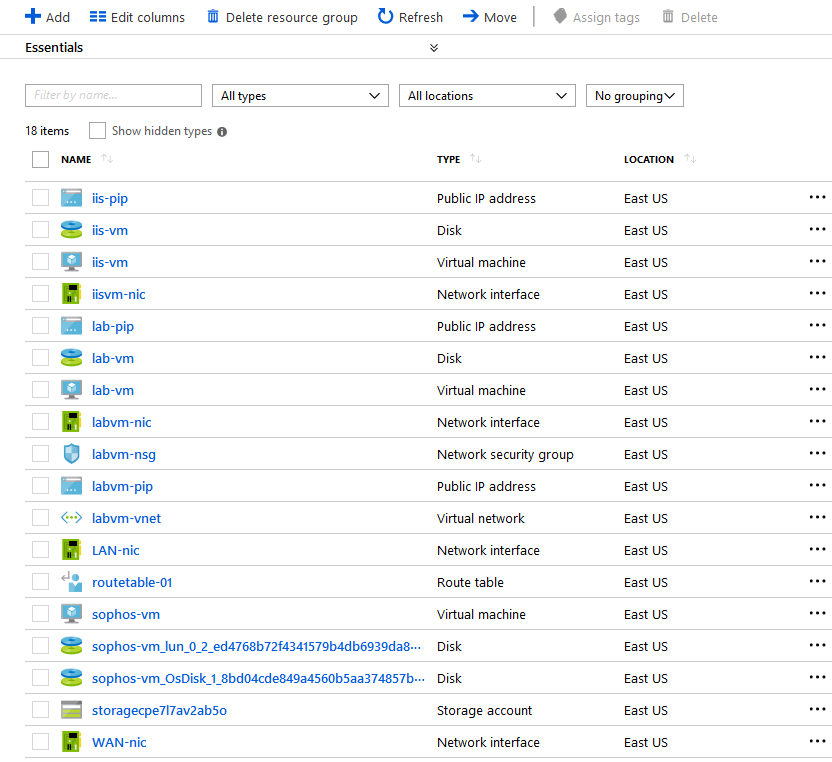 Add Edit columns Delete resource group Refresh Move Assign tags Delete
Essentials
Filter by name... All types All locations No grouping
18 items Show hidden types
NAME TYPE LOCATION
iis-pip Public IP address East US
iis-vm Disk East US
iis-vm Virtual machine East US
iisvm-nic Network interface East US
lab-pip Public IP address East US
lab-vm Disk East US
lab-vm Virtual machine East US
labvm-nic Network interface East US
labvm-nsg Network security group East US
labvm-pip Public IP address East US
labvm-vnet Virtual network East US
LAN-nic Network interface East US
routetable-01 Route table East US
sophos-vm Virtual machine East US
sophos-vm_lun_0_2_ed4768b72f4341579b4db6939da8... Disk East US
sophos-vm_OsDisk_1_8bd04cde849a4560b5aa374857b... Disk East US
storagecpe7l7av2ab5o Storage account East US
WAN-nic Network interface East US